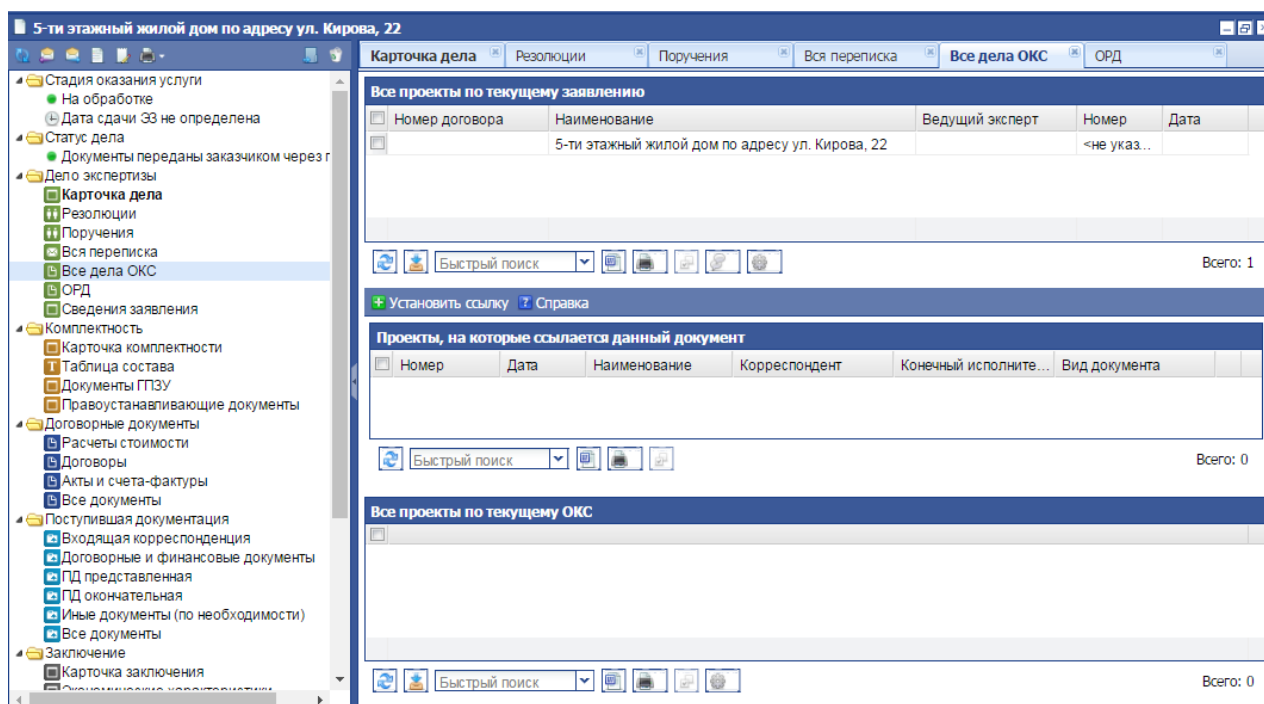 5-ти этажный жилой дом по адресу ул. Кирова, 22
Стадия оказания услуги
На обработке
Дата сдачи ЭЗ не определена
Статус дела
Документы переданы заказчиком через г
Дело экспертизы
Карточка дела
Резолюции
Поручения
Вся переписка
Все дела ОКС
ОРД
Сведения заявления
Комплектность
Карточка комплектности
Таблица состава
Документы ГПЗУ
Правоустанавливающие документы
Договорные документы
Расчеты стоимости
Договоры
Акты и счета-фактуры
Все документы
Поступившая документация
Входящая корреспонденция
Договорные и финансовые документы
ПД представленная
ПД окончательная
Иные документы (по необходимости)
Все документы
Заключение
Карточка заключения
Экономические характеристики
Карточка дела Резолюции Поручения Вся переписка Все дела ОКС ОРД
Все проекты по текущему заявлению
Номер договора Наименование Ведущий эксперт Номер Дата
5-ти этажный жилой дом по адресу ул. Кирова, 22 <не указ...
Быстрый поиск Всего: 1
Установить ссылку ? Справка
Проекты, на которые ссылается данный документ
Номер Дата Наименование Корреспондент Конечный исполните... Вид документа
Быстрый поиск Всего: 0
Все проекты по текущему ОКС
Быстрый поиск Всего: 0